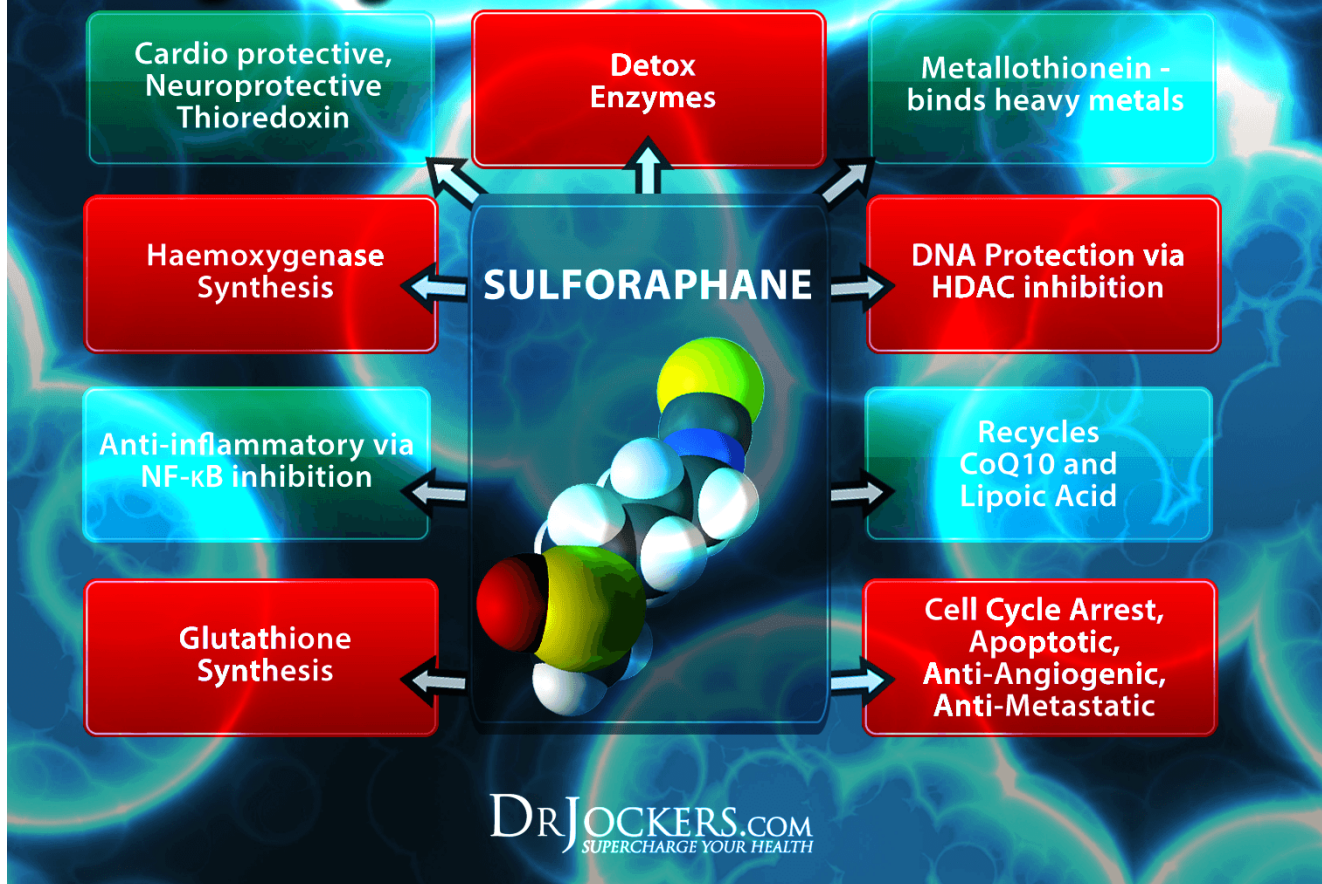 Cardio protective,
Neuroprotective
Thioredoxin
Detox
Enzymes
Metallothionein -
binds heavy metals
Haemoxygenase
Synthesis
SULFORAPHANE
DNA Protection via
HDAC inhibition
Anti-inflammatory via
NF-κB inhibition
Recycles
CoQ10 and
Lipoic Acid
Glutathione
Synthesis
Cell Cycle Arrest,
Apoptotic,
Anti-Angiogenic,
Anti-Metastatic
DRJOCKERS.COM
SUPERCHARGE YOUR HEALTH